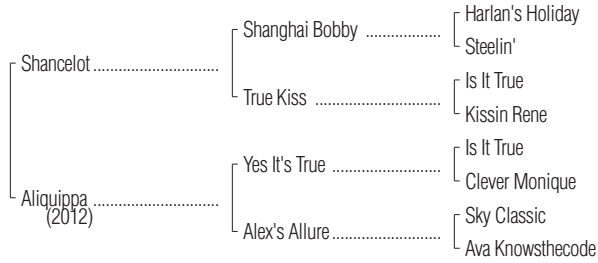 Harlan's Holiday
Shanghai Bobby ..................
Steelin'
Shancelot ..............................
Is It True
True Kiss ..............................
Kissin Rene
Is It True
Yes It's True ..........................
Clever Monique
Aliquippa ..............................
(2012)
Sky Classic
Alex's Allure ..........................
Ava Knowsthecode